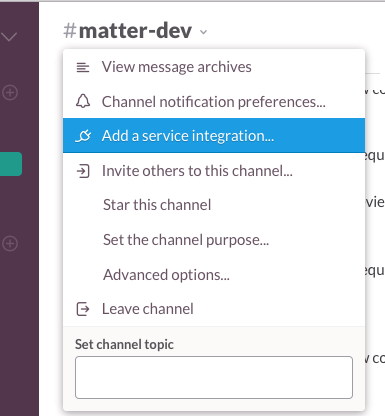 #matter-dev
View message archives
Channel notification preferences...
Add a service integration...
Invite others to this channel...
Star this channel
Set the channel purpose...
Advanced options...
Leave channel
Set channel topic